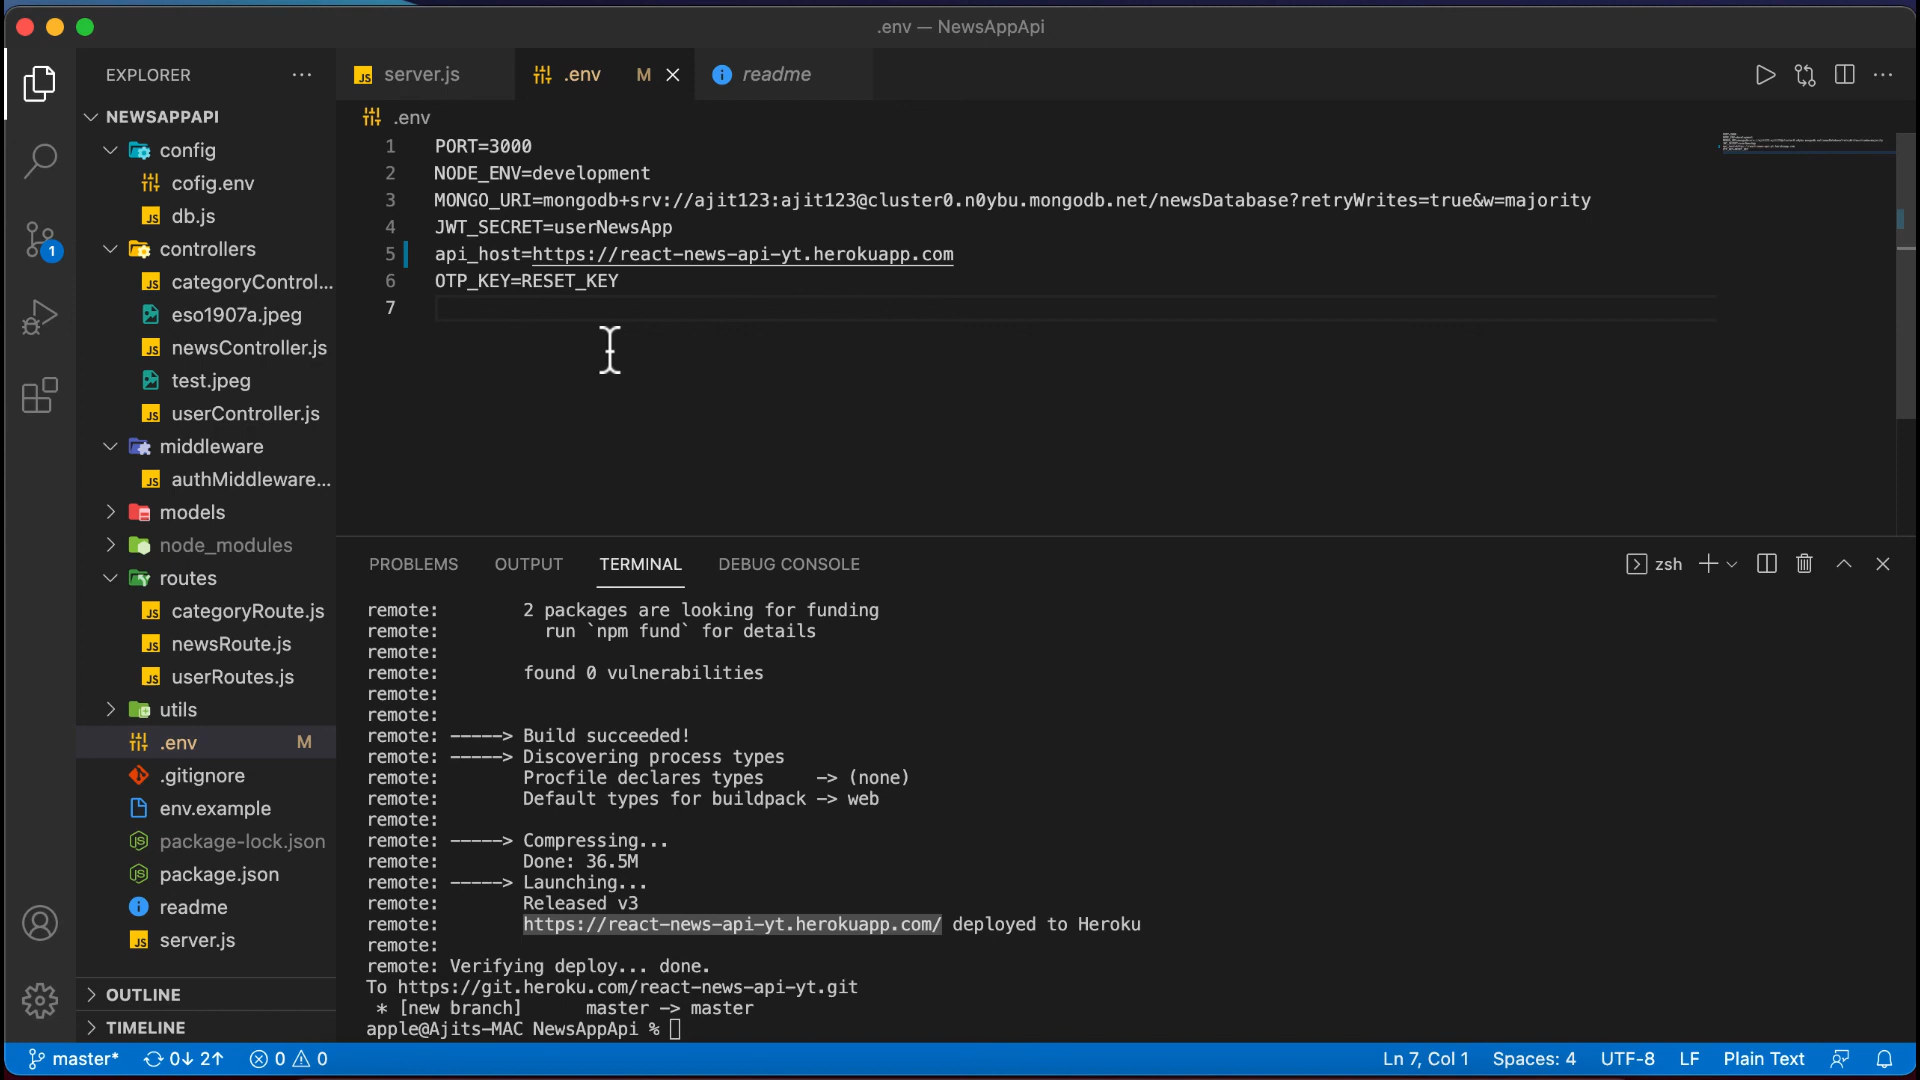 .env — NewsAppApi
EXPLORER
server.js
.env M
readme
NEWSAPPAPI
config
cofig.env
db.js
controllers
categoryControl...
eso1907a.jpeg
newsController.js
test.jpeg
userController.js
middleware
authMiddleware...
models
node_modules
routes
categoryRoute.js
newsRoute.js
userRoutes.js
utils
.env M
.gitignore
env.example
package-lock.json
package.json
readme
server.js
OUTLINE
TIMELINE
1
.env
1 PORT=3000
2 NODE_ENV=development
3 MONGO_URI=mongodb+srv://ajit123:ajit123@cluster0.n0ybu.mongodb.net/newsDatabase?retryWrites=true&w=majority
4 JWT_SECRET=userNewsApp
5 api_host=https://react-news-api-yt.herokuapp.com
6 OTP_KEY=RESET_KEY
7
PROBLEMS OUTPUT TERMINAL DEBUG CONSOLE
zsh
remote: 2 packages are looking for funding
remote: run `npm fund` for details
remote:
remote: found 0 vulnerabilities
remote:
remote:
remote: -----> Build succeeded!
remote: -----> Discovering process types
remote: Procfile declares types -> (none)
remote: Default types for buildpack -> web
remote:
remote: -----> Compressing...
remote: Done: 36.5M
remote: -----> Launching...
remote: Released v3
remote: https://react-news-api-yt.herokuapp.com/ deployed to Heroku
remote:
remote: Verifying deploy... done.
To https://git.heroku.com/react-news-api-yt.git
* [new branch] master -> master
apple@Ajits-MAC NewsAppApi %
master* 0↓ 2↑ 0 0
Ln 7, Col 1 Spaces: 4 UTF-8 LF Plain Text